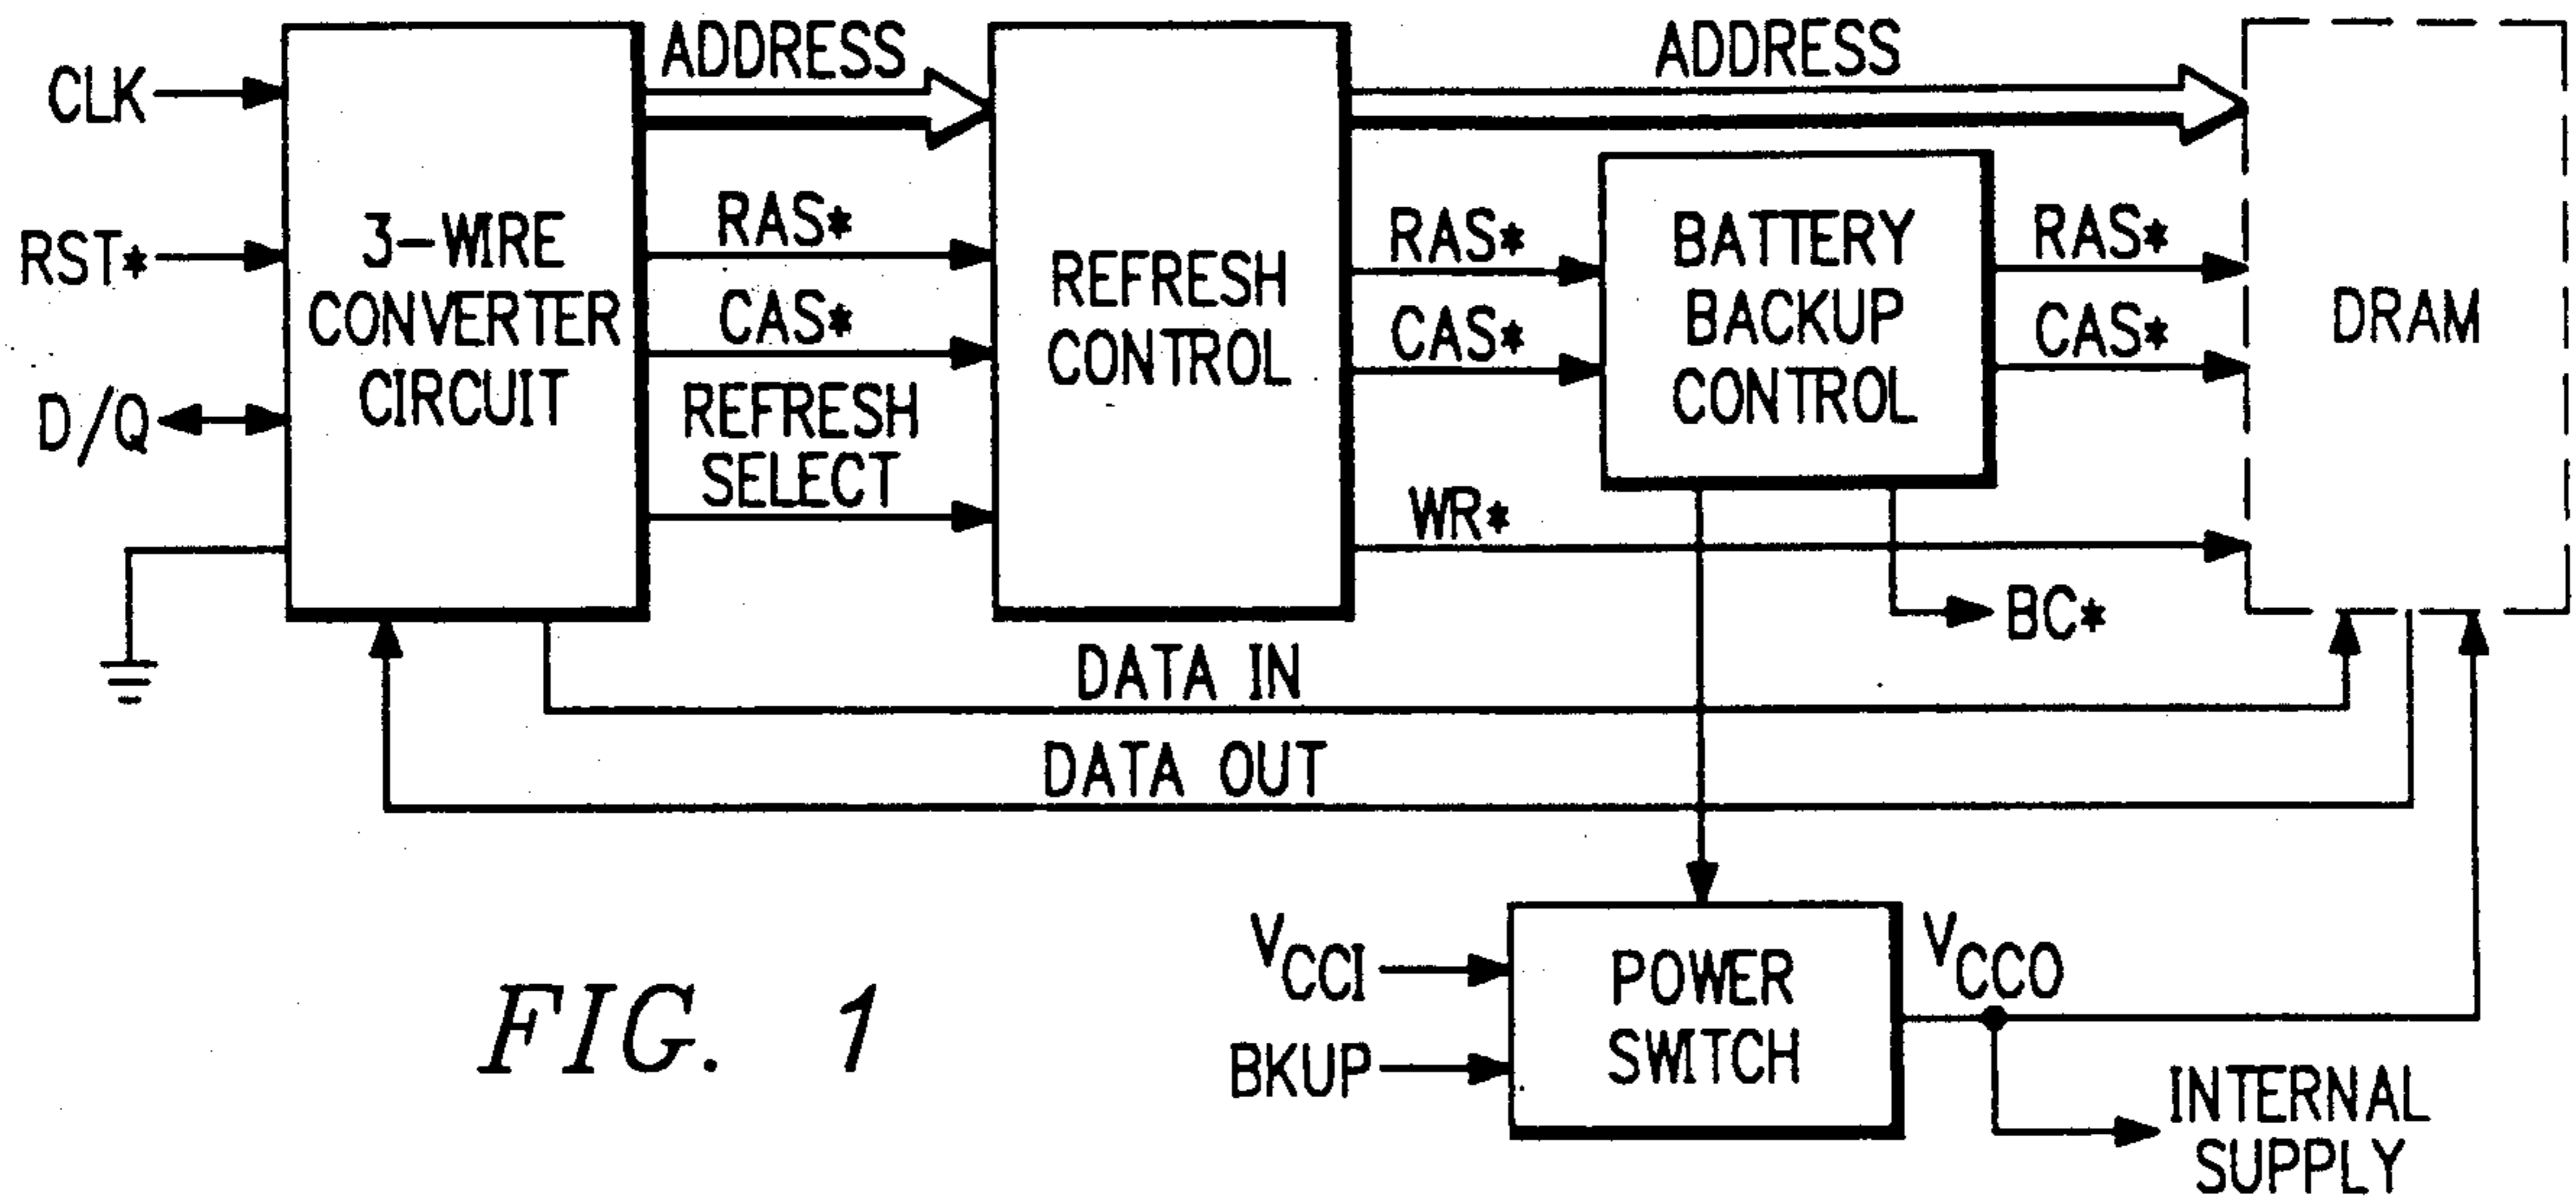 CLK
RST*
D/Q
3-WIRE
CONVERTER
CIRCUIT
ADDRESS
RAS*
CAS*
REFRESH
SELECT
REFRESH
CONTROL
ADDRESS
RAS*
CAS*
WR*
BATTERY
BACKUP
CONTROL
RAS*
CAS*
DRAM
BC*
DATA IN
DATA OUT
VCCI
BKUP
POWER
SWITCH
VCCO
INTERNAL
SUPPLY
FIG. 1